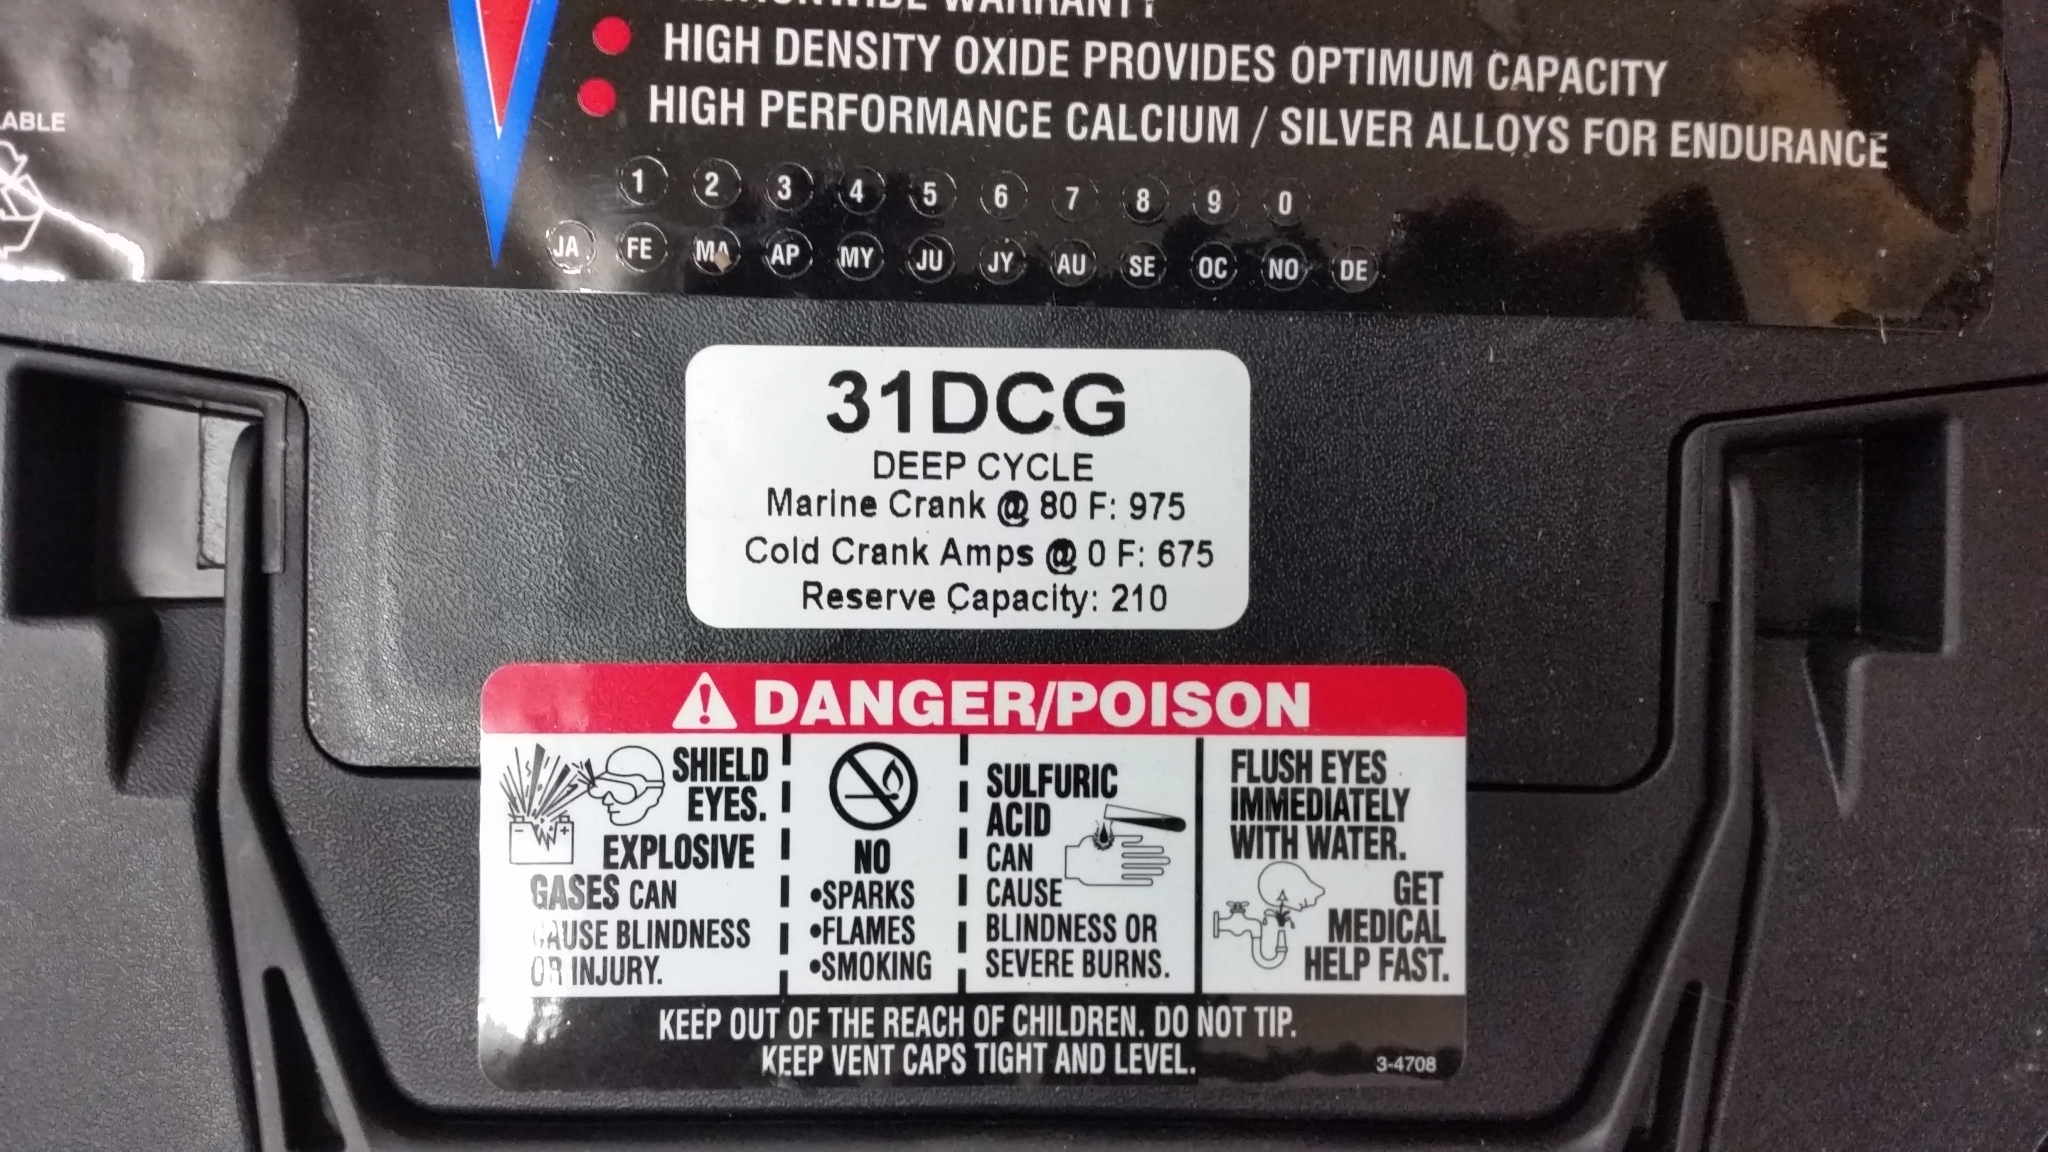 WARRANTY
HIGH DENSITY OXIDE PROVIDES OPTIMUM CAPACITY
HIGH PERFORMANCE CALCIUM / SILVER ALLOYS FOR ENDURANCE
ABLE
1 2 3 4 5 6 7 8 9 0
JA FE MA AP MY JU JY AU SE OC NO DE
31DCG
DEEP CYCLE
Marine Crank @ 80 F: 975
Cold Crank Amps @ 0 F: 675
Reserve Capacity: 210
DANGER/POISON
SHIELD
EYES.
EXPLOSIVE
GASES CAN
CAUSE BLINDNESS
OR INJURY.
NO
•SPARKS
•FLAMES
•SMOKING
SULFURIC
ACID
CAN
CAUSE
BLINDNESS OR
SEVERE BURNS.
FLUSH EYES
IMMEDIATELY
WITH WATER.
GET
MEDICAL
HELP FAST.
KEEP OUT OF THE REACH OF CHILDREN. DO NOT TIP.
KEEP VENT CAPS TIGHT AND LEVEL.
3-4708